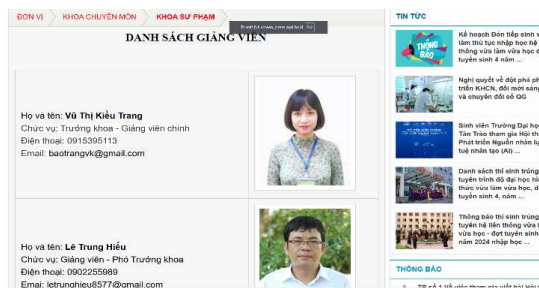 ĐƠN VỊ
KHOA CHUYÊN MÔN
KHOA SƯ PHẠM
TIN TỨC
DANH SÁCH GIẢNG VIÊN
Họ và tên: Vũ Thị Kiều Trang
Chức vụ: Trưởng khoa - Giảng viên chính
Điện thoại: 0915395113
Email: baotrangvk@gmail.com
Họ và tên: Lê Trung Hiếu
Chức vụ: Giảng viên - Phó Trưởng khoa
Điện thoại: 0902255989
Emai: letrunghieu8577@gmail.com
THÔNG BÁO
Kế hoạch Đón tiếp sinh v
làm thủ tục nhập học hệ
thông vừa làm vừa học đ
tuyển sinh 4 năm ...
Nghị quyết về đột phá ph
triển KHCN, đổi mới sáng
và chuyển đổi số QG
Sinh viên Trường Đại học
Tân Trào tham gia Hội th
Phát triển Nguồn nhân lự
tuệ nhân tạo (AI) ...
Danh sách thí sinh trúng
tuyển trình độ đại học hìn
thức vừa làm vừa học, đ
tuyển sinh 4, năm ...
Thông báo thí sinh trúng
tuyển hệ liên thông vừa l
vừa học - đợt tuyển sinh
năm 2024 nhập học ...
THÔNG BÁO